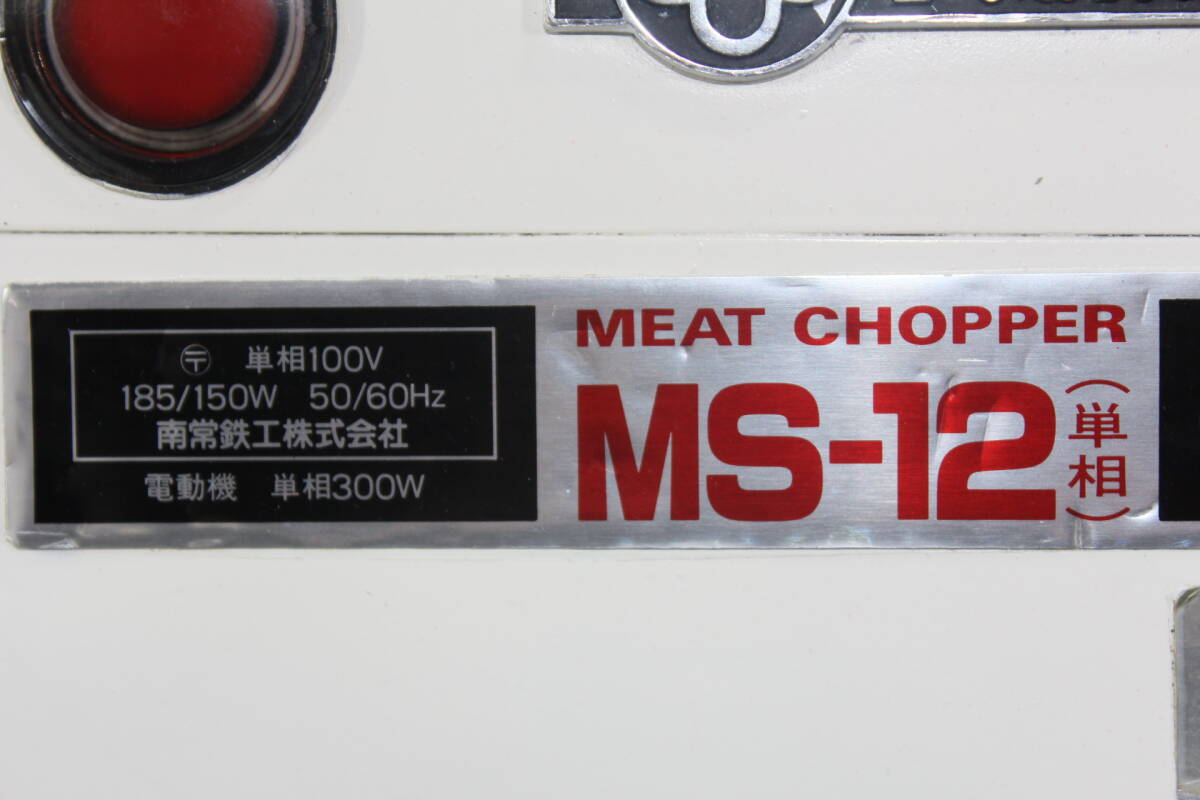 〶 単相100V
185/150W 50/60Hz
南常鉄工株式会社
電動機 単相300W
MEAT CHOPPER
MS-12(単相)